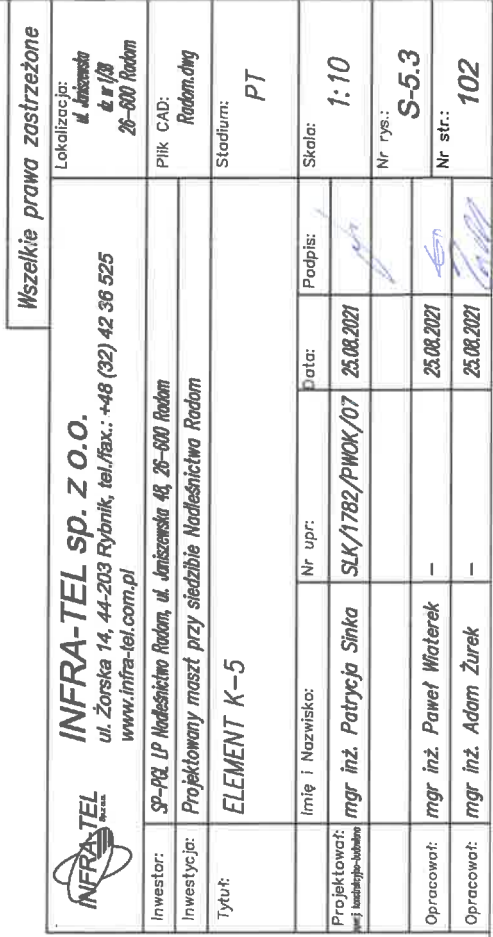 Wszelkie prawa zastrzeżone
INFRA-TEL
Sp. z o.o.
INFRA-TEL sp. z o.o.
ul. Żorska 14, 44-203 Rybnik, tel./fax.: +48 (32) 42 36 525
www.infra-tel.com.pl
Lokalizacja:
ul. Janiszewska
dz. nr 1/38
26-600 Radom
Inwestor: SP-PGL LP Nadleśnictwo Radom, ul. Janiszewska 48, 26-600 Radom
Plik CAD:
Radom.dwg
Inwestycja: Projektowany maszt przy siedzibie Nadleśnictwa Radom
Tytuł:
ELEMENT K-5
Stadium:
PT
Imię i Nazwisko: Nr upr: Data: Podpis:
Skala:
1:10
Projektował: mgr inż. Patrycja Sinka SLK/1782/PWOK/07 25.08.2021
Nr rys.:
S-5.3
Opracował: mgr inż. Paweł Wiaterek – 25.08.2021
Opracował: mgr inż. Adam Żurek – 25.08.2021
Nr str.:
102